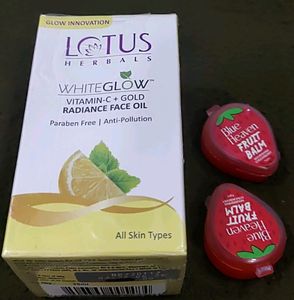 GLOW INNOVATION
LOTUS
HERBALS
WHITEGLOW™
VITAMIN-C + GOLD
RADIANCE FACE OIL
Paraben Free | Anti-Pollution
All Skin Types
Blue Heaven
FRUIT
BALM
Blue
Heaven
FRUIT
BALM